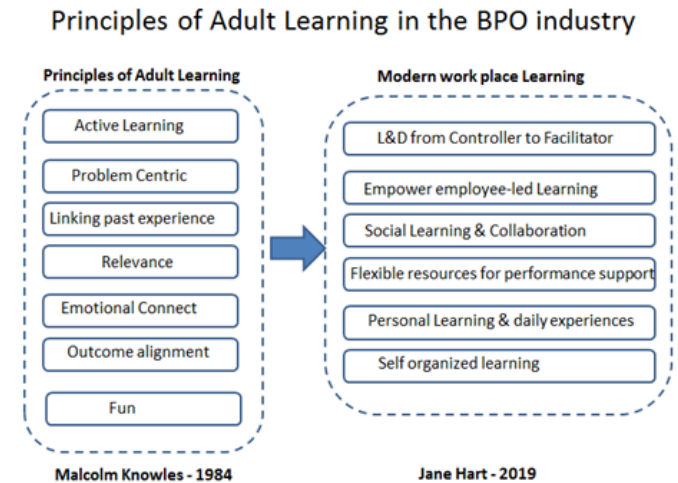 Principles of Adult Learning in the BPO industry
Principles of Adult Learning
Active Learning
Problem Centric
Linking past experience
Relevance
Emotional Connect
Outcome alignment
Fun
Malcolm Knowles - 1984
Modern work place Learning
L&D from Controller to Facilitator
Empower employee-led Learning
Social Learning & Collaboration
Flexible resources for performance support
Personal Learning & daily experiences
Self organized learning
Jane Hart - 2019